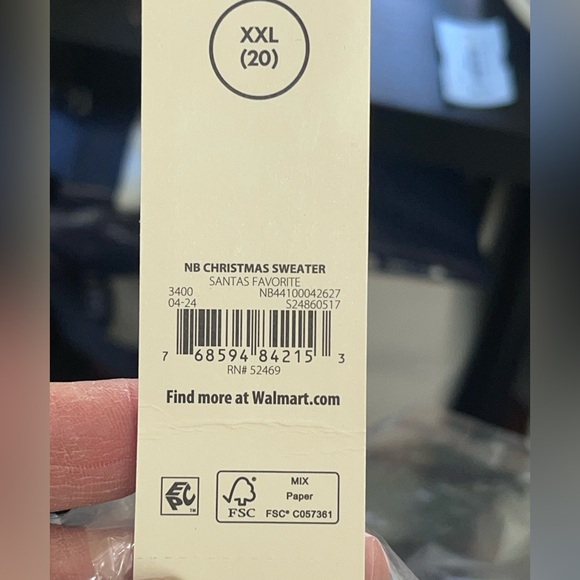 XXL
(20)
NB CHRISTMAS SWEATER
SANTAS FAVORITE
3400 NB44100042627
04-24 S24860517
7 68594 84215 3
RN# 52469
Find more at Walmart.com
EPC™
FSC
MIX
Paper
FSC® C057361